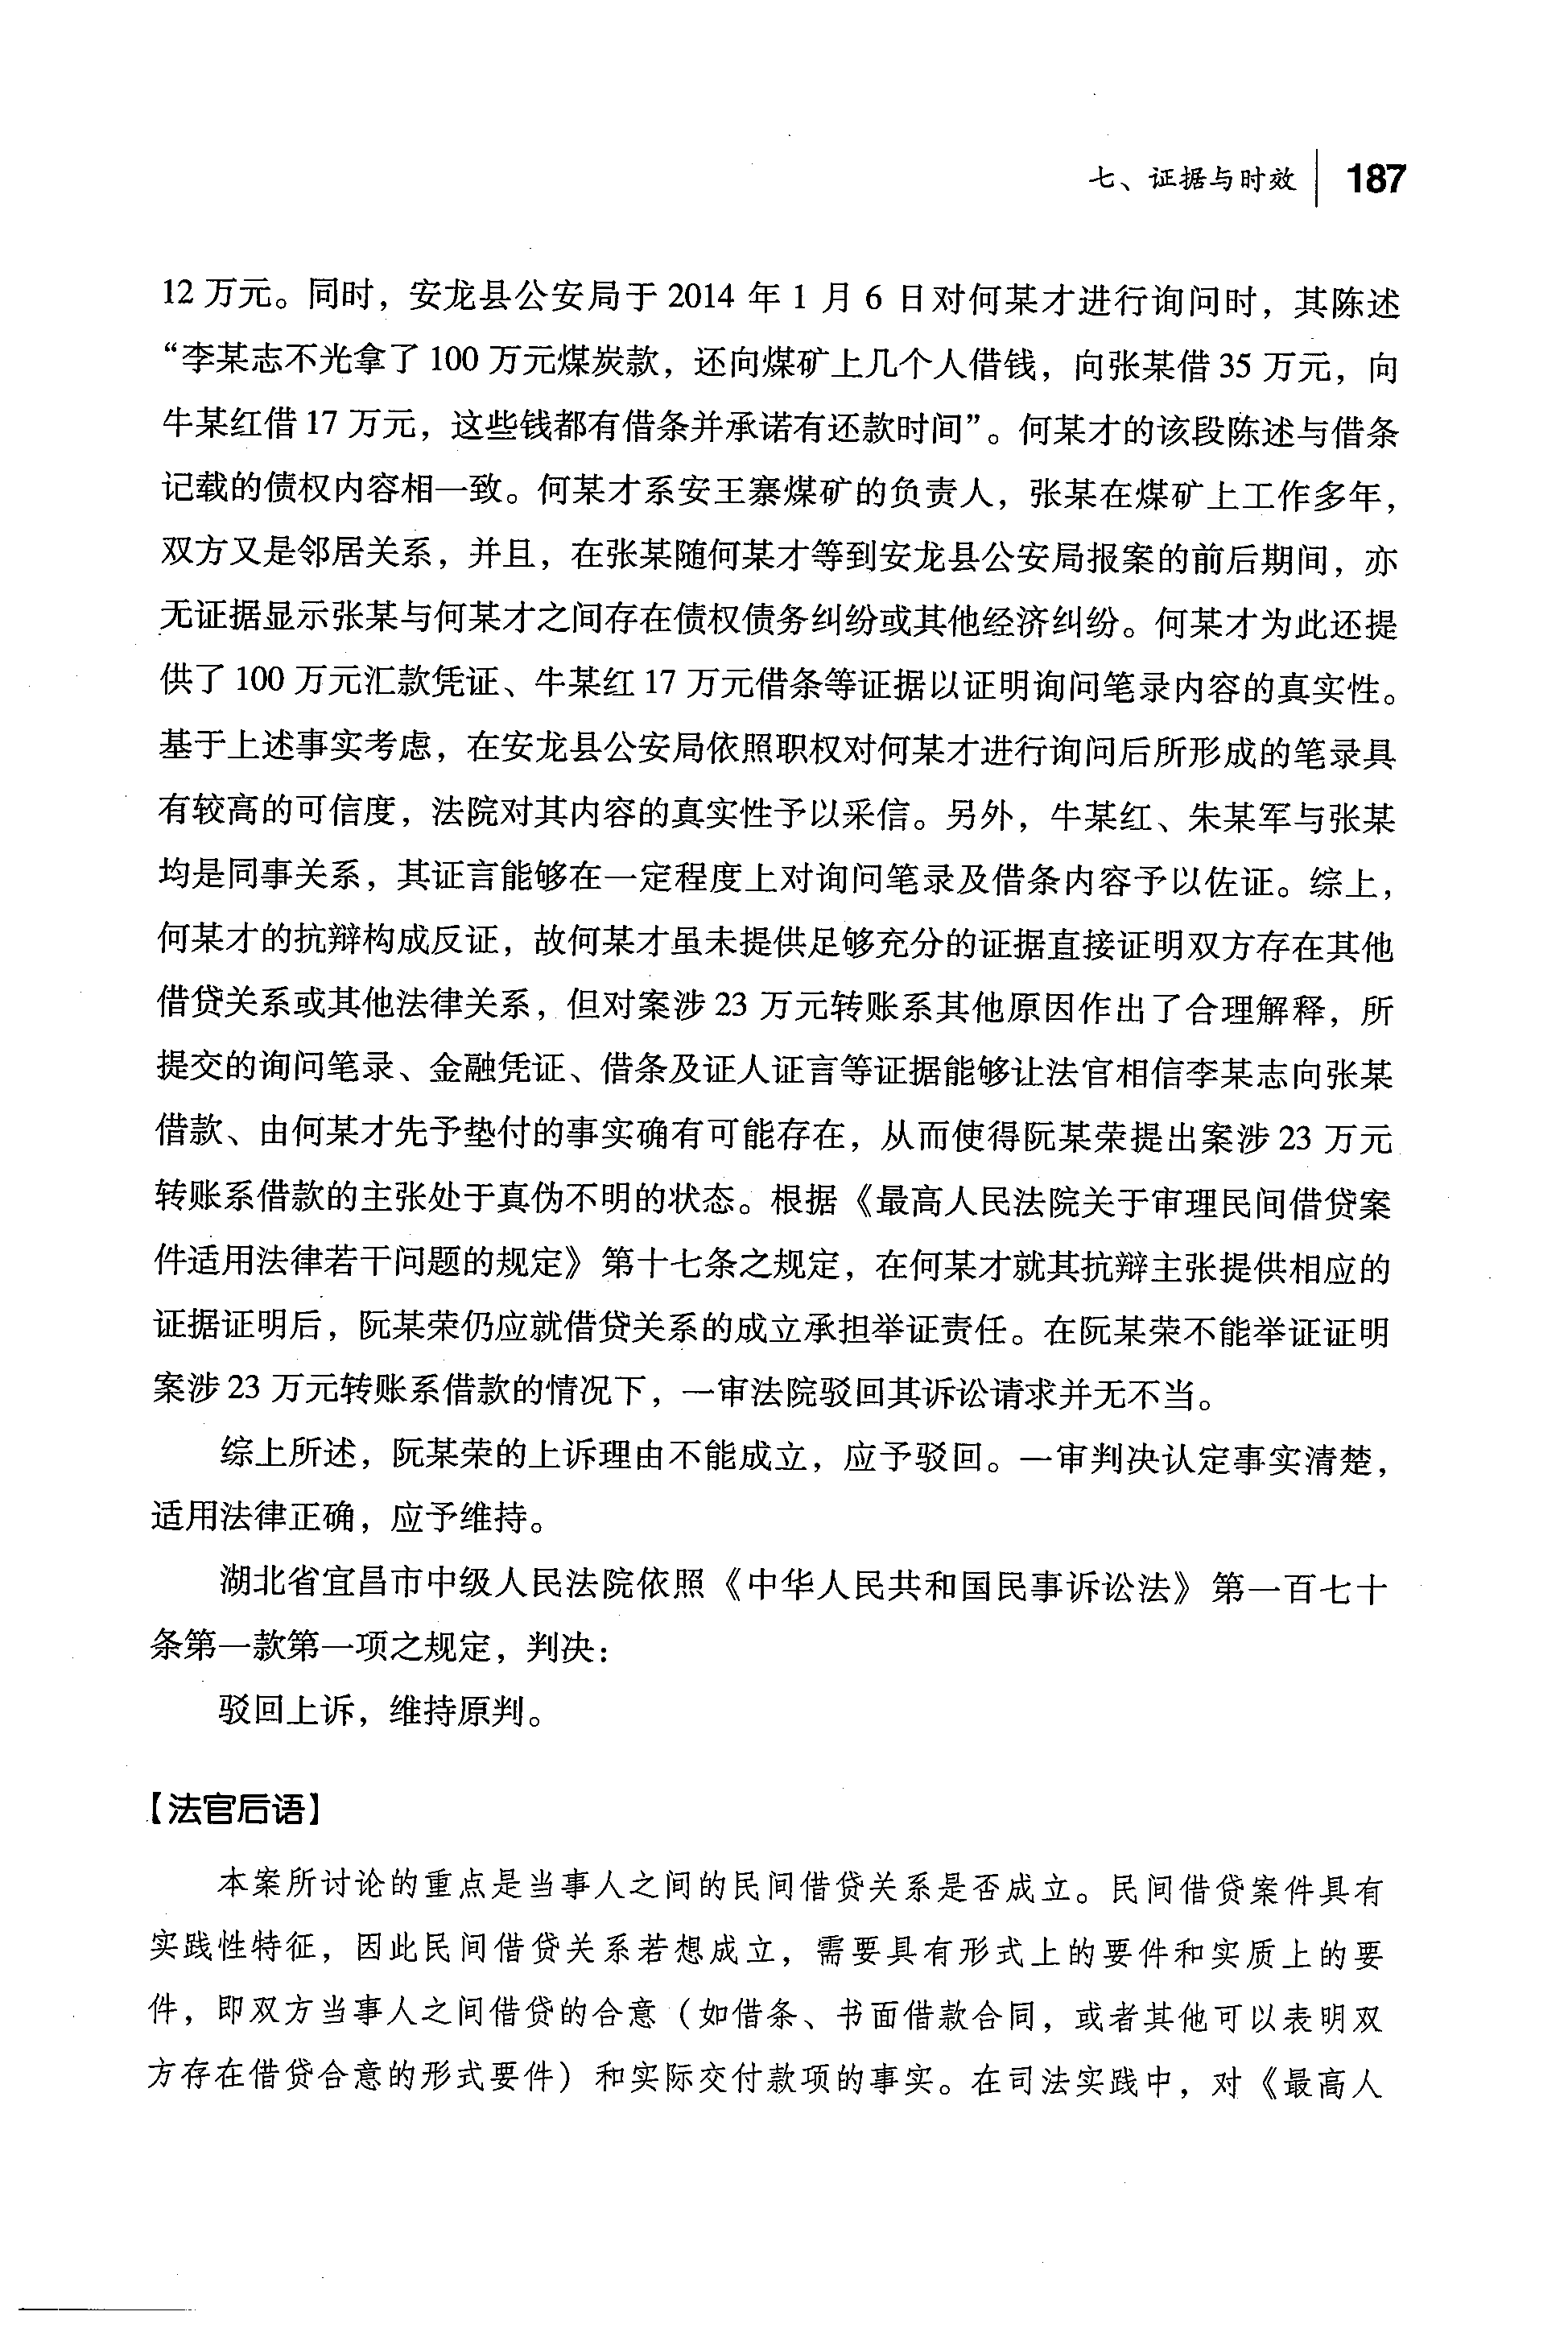 七、证据与时效 187
12 万元。同时，安龙县公安局于 2014 年 1 月 6 日对何某才进行询问时，其陈述
“李某志不光拿了 100 万元煤炭款，还向煤矿上几个人借钱，向张某借 35 万元，向
牛某红借 17 万元，这些钱都有借条并承诺有还款时间”。何某才的该段陈述与借条
记载的债权内容相一致。何某才系安王寨煤矿的负责人，张某在煤矿上工作多年，
双方又是邻居关系，并且，在张某随何某才等到安龙县公安局报案的前后期间，亦
无证据显示张某与何某才之间存在债权债务纠纷或其他经济纠纷。何某才为此还提
供了 100 万元汇款凭证、牛某红 17 万元借条等证据以证明询问笔录内容的真实性。
基于上述事实考虑，在安龙县公安局依照职权对何某才进行询问后所形成的笔录具
有较高的可信度，法院对其内容的真实性予以采信。另外，牛某红、朱某军与张某
均是同事关系，其证言能够在一定程度上对询问笔录及借条内容予以佐证。综上，
何某才的抗辩构成反证，故何某才虽未提供足够充分的证据直接证明双方存在其他
借贷关系或其他法律关系，但对案涉 23 万元转账系其他原因作出了合理解释，所
提交的询问笔录、金融凭证、借条及证人证言等证据能够让法官相信李某志向张某
借款、由何某才先予垫付的事实确有可能存在，从而使得阮某荣提出案涉 23 万元
转账系借款的主张处于真伪不明的状态。根据《最高人民法院关于审理民间借贷案
件适用法律若干问题的规定》第十七条之规定，在何某才就其抗辩主张提供相应的
证据证明后，阮某荣仍应就借贷关系的成立承担举证责任。在阮某荣不能举证证明
案涉 23 万元转账系借款的情况下，一审法院驳回其诉讼请求并无不当。
综上所述，阮某荣的上诉理由不能成立，应予驳回。一审判决认定事实清楚，
适用法律正确，应予维持。
湖北省宜昌市中级人民法院依照《中华人民共和国民事诉讼法》第一百七十
条第一款第一项之规定，判决：
驳回上诉，维持原判。
【法官后语】
本案所讨论的重点是当事人之间的民间借贷关系是否成立。民间借贷案件具有
实践性特征，因此民间借贷关系若想成立，需要具有形式上的要件和实质上的要
件，即双方当事人之间借贷的合意（如借条、书面借款合同，或者其他可以表明双
方存在借贷合意的形式要件）和实际交付款项的事实。在司法实践中，对《最高人